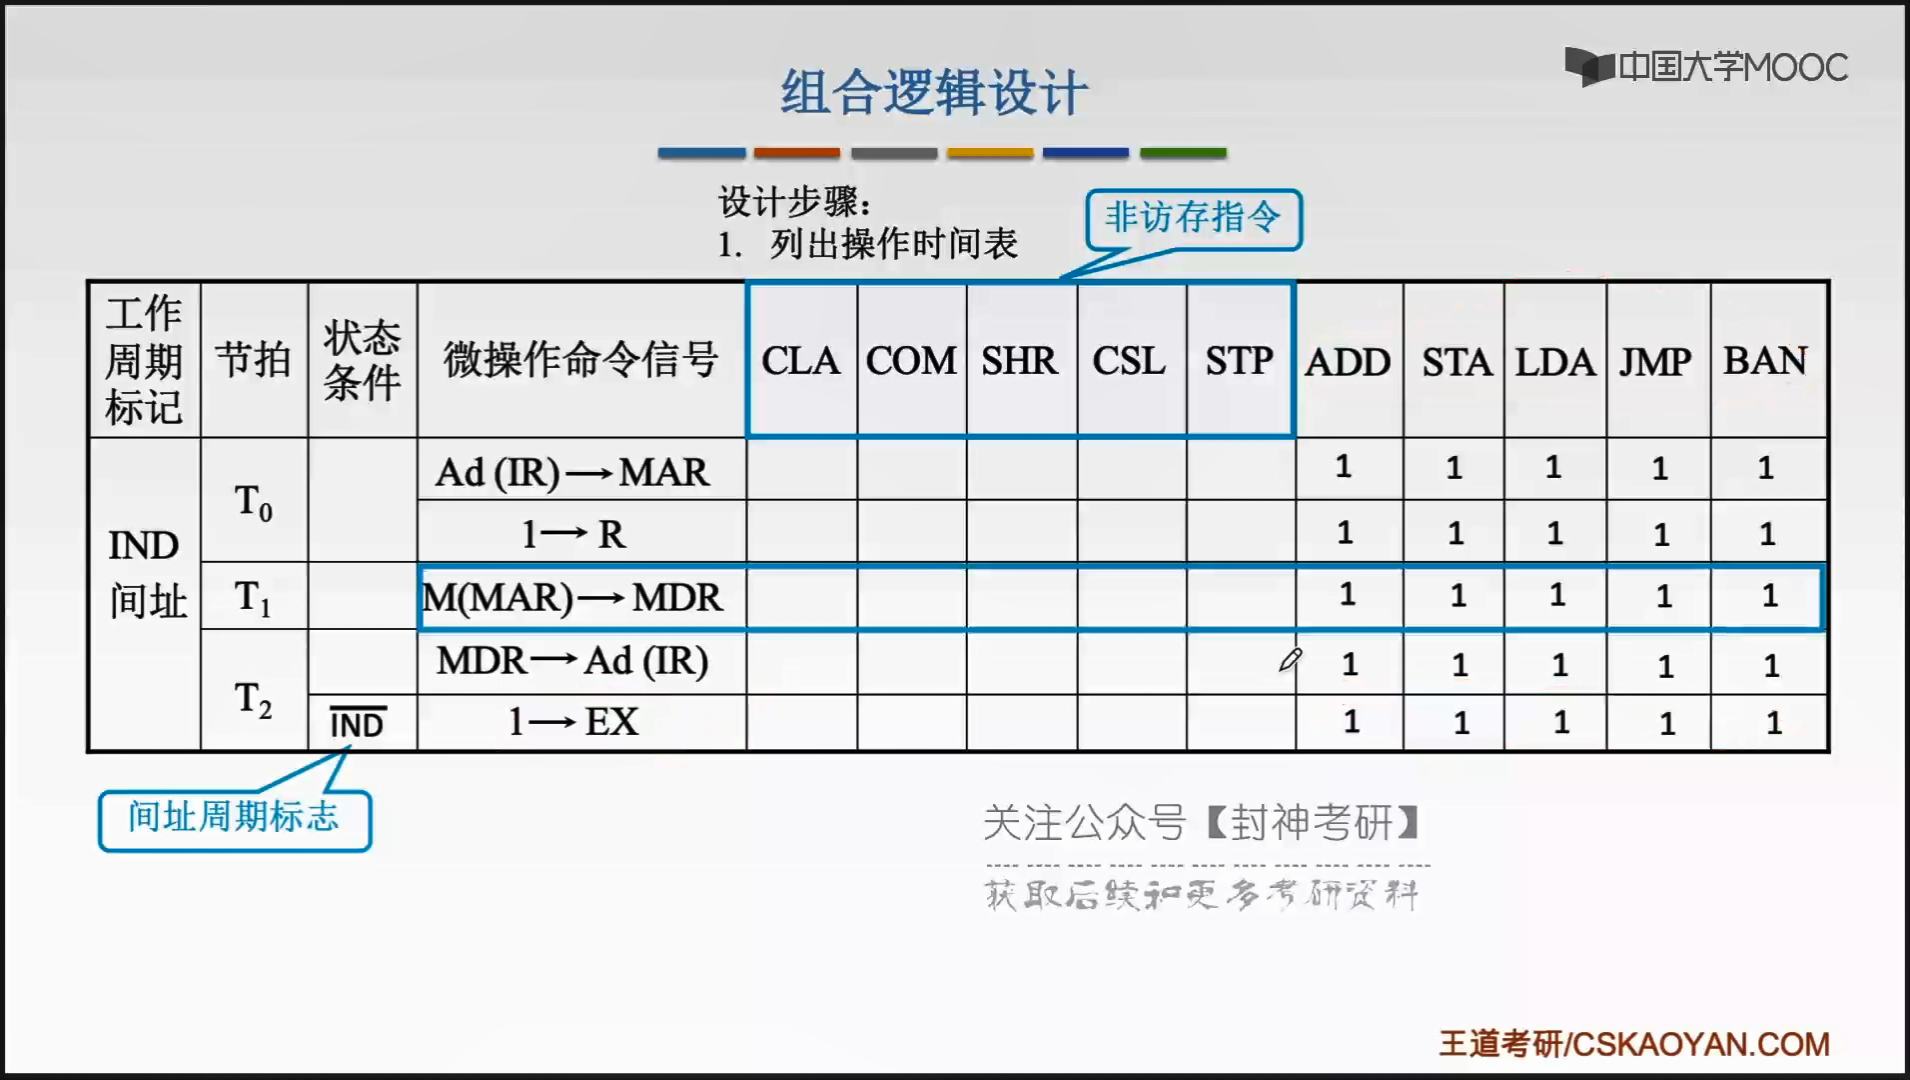 中国大学MOOC
组合逻辑设计
设计步骤：
1. 列出操作时间表
非访存指令
工作周期标记 节拍 状态条件 微操作命令信号 CLA COM SHR CSL STP ADD STA LDA JMP BAN
IND 间址 T0 Ad (IR)→MAR 1 1 1 1 1
1→ R 1 1 1 1 1
T1 M(MAR)→MDR 1 1 1 1 1
T2 MDR→Ad (IR) 1 1 1 1 1
I̅N̅D̅ 1→ EX 1 1 1 1 1
间址周期标志
关注公众号【封神考研】
获取后续和更多考研资料
王道考研/CSKAOYAN.COM